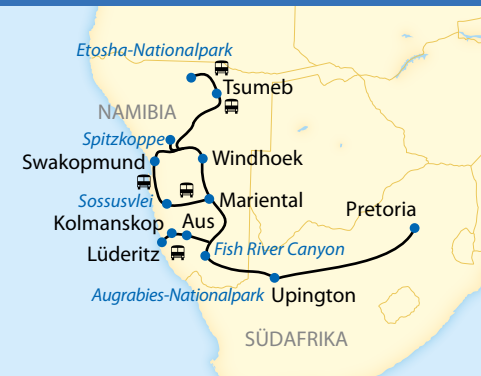 Etosha-Nationalpark
Tsumeb
NAMIBIA
Spitzkoppe
Swakopmund
Windhoek
Sossusvlei
Mariental
Kolmanskop
Aus
Pretoria
Lüderitz
Fish River Canyon
Augrabies-Nationalpark
Upington
SÜDAFRIKA